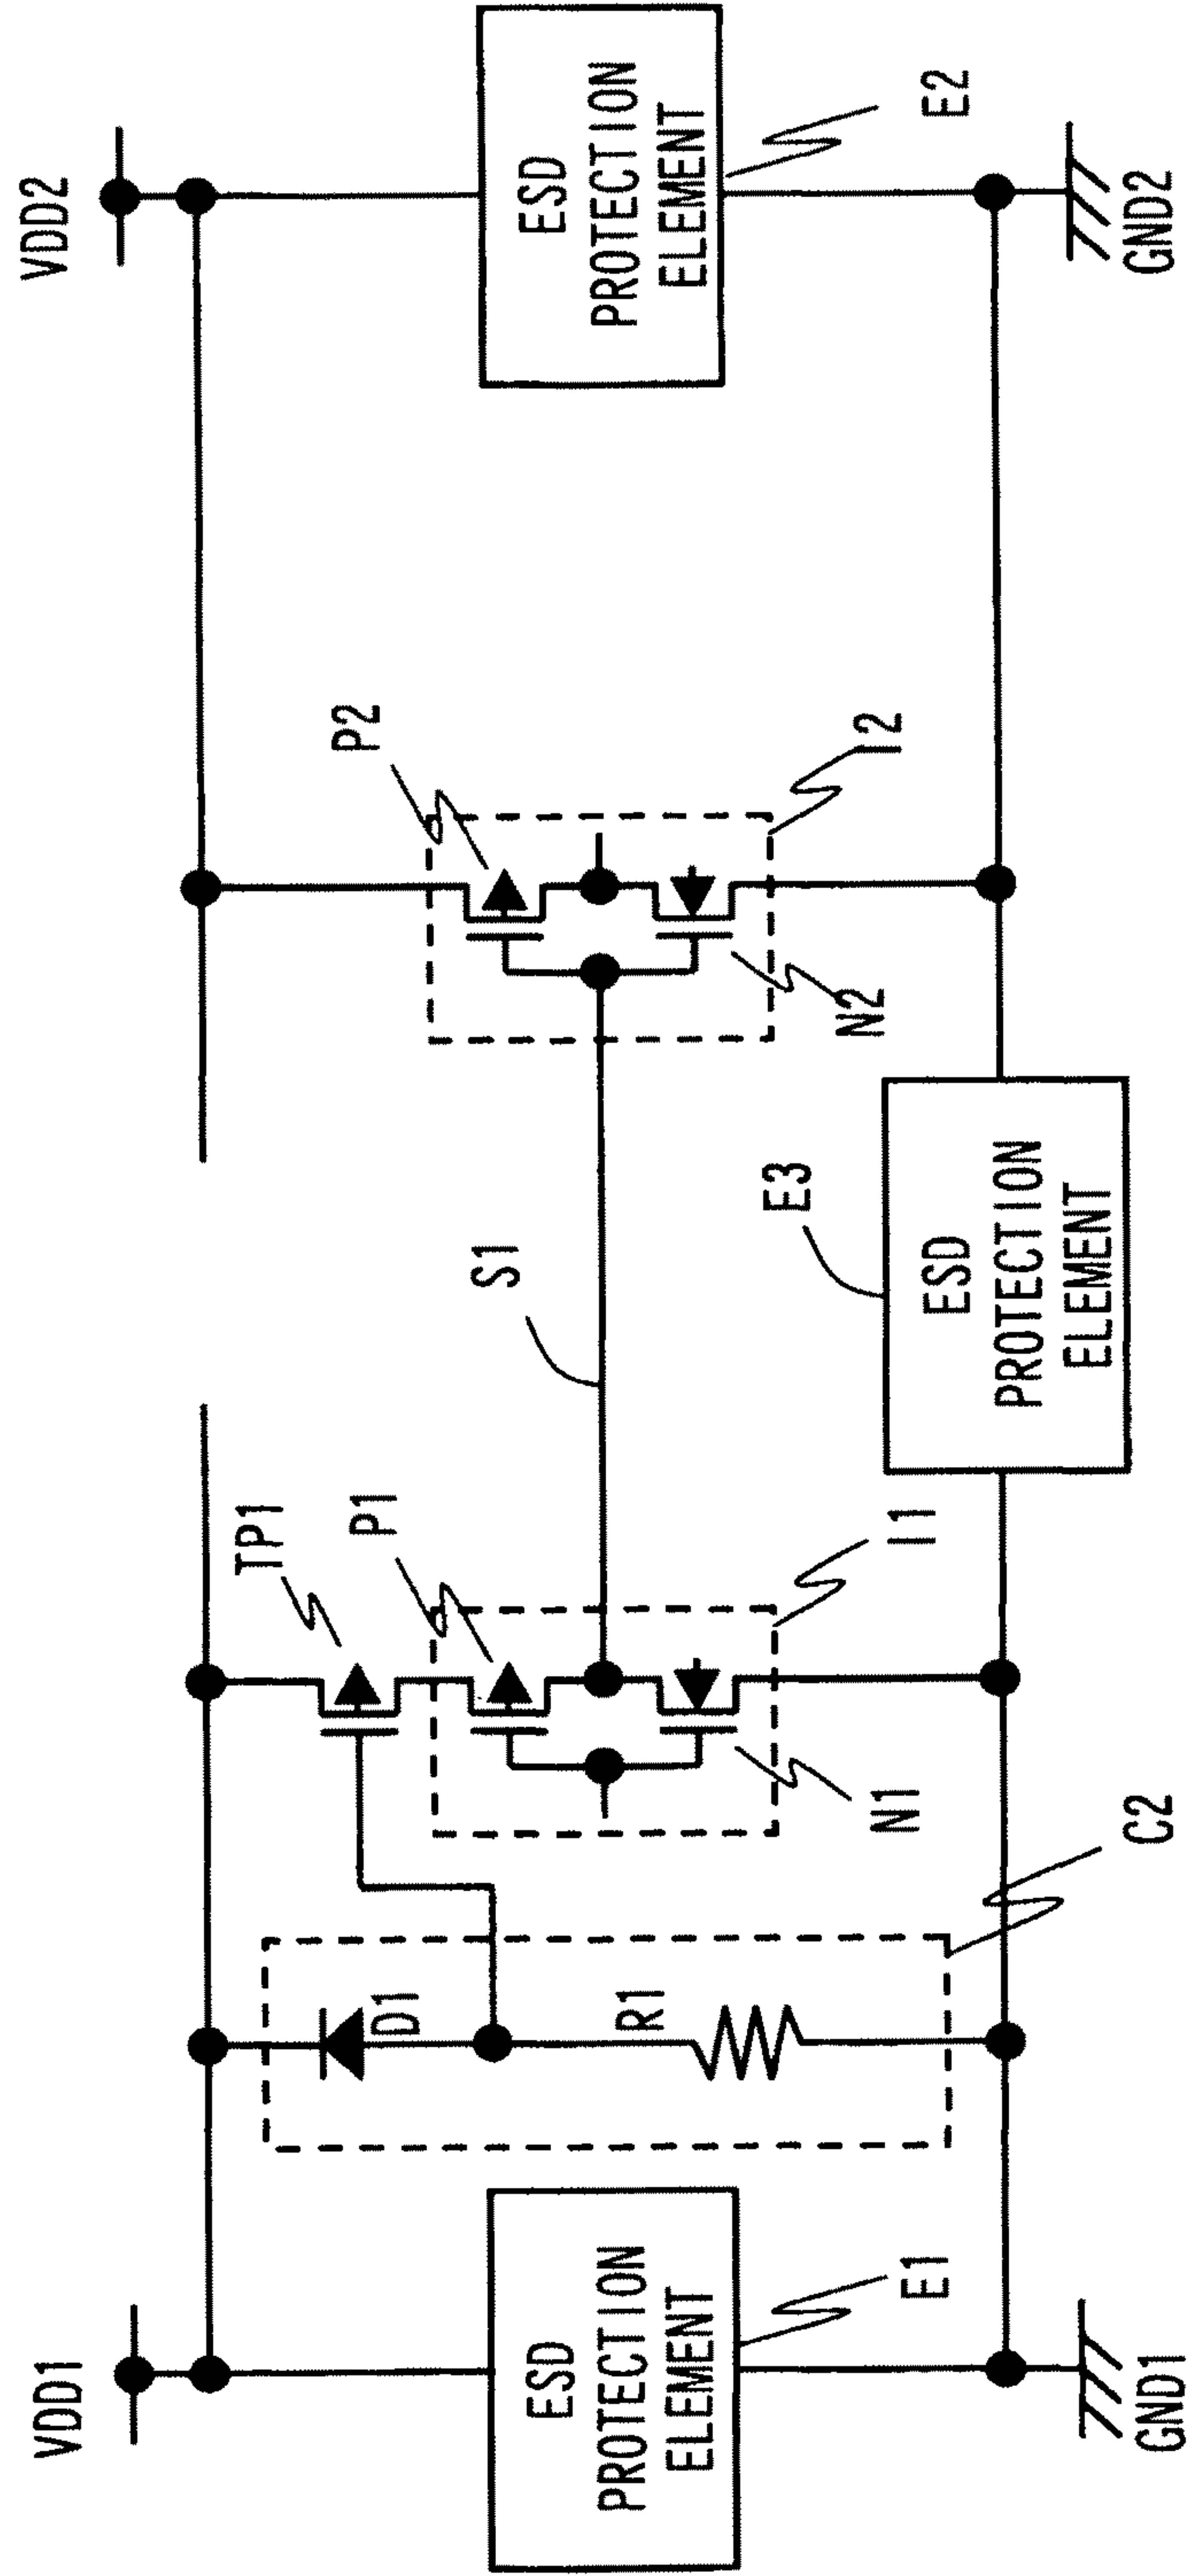 VDD1
VDD2
TP1
P1
P2
S1
D1
R1
ESD
PROTECTION
ELEMENT
E1
N1
I1
N2
I2
ESD
PROTECTION
ELEMENT
E2
E3
ESD
PROTECTION
ELEMENT
C2
GND1
GND2